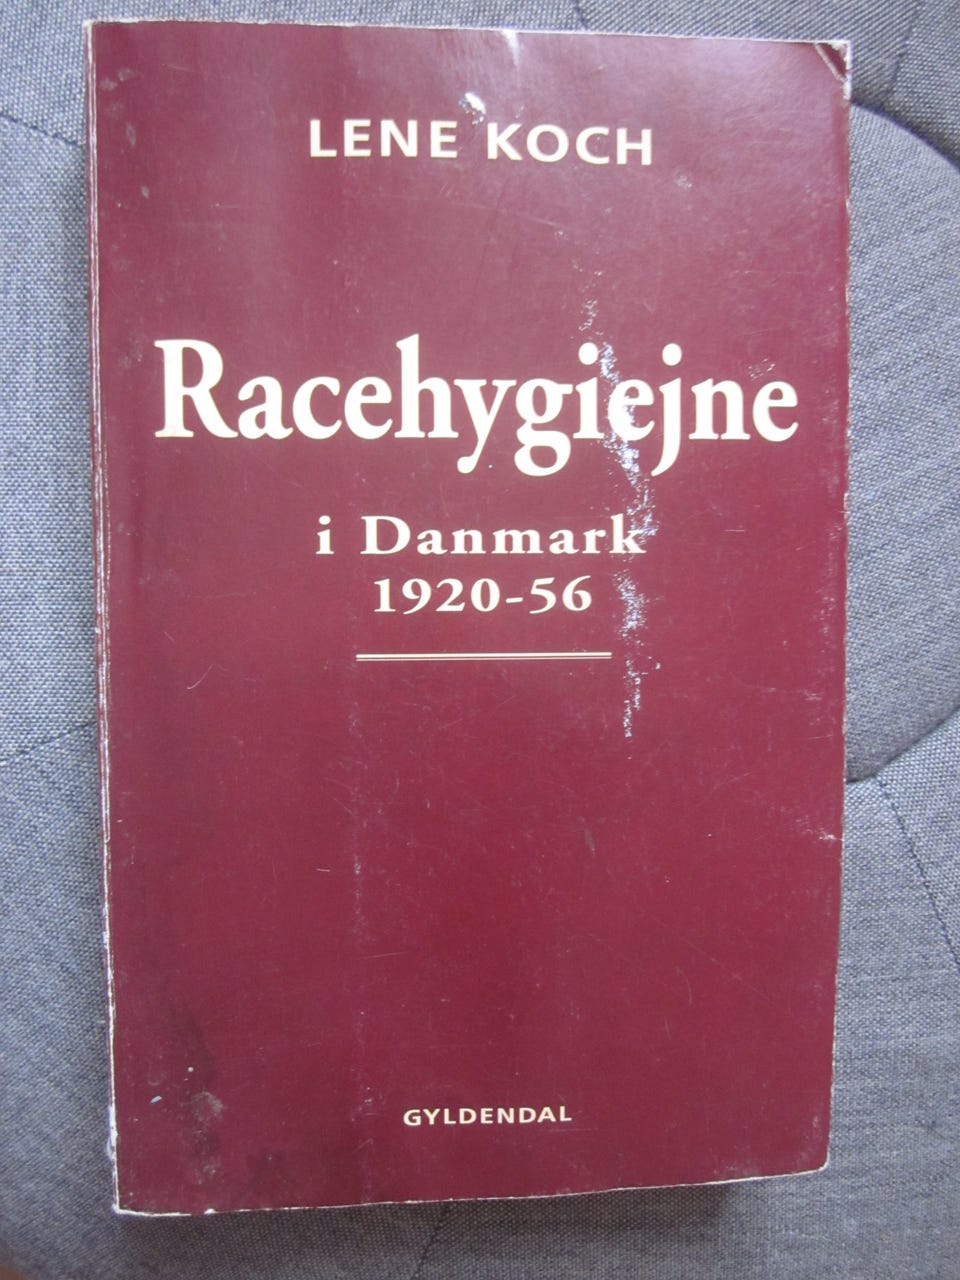 LENE KOCH
Racehygiejne
i Danmark
1920-56
GYLDENDAL